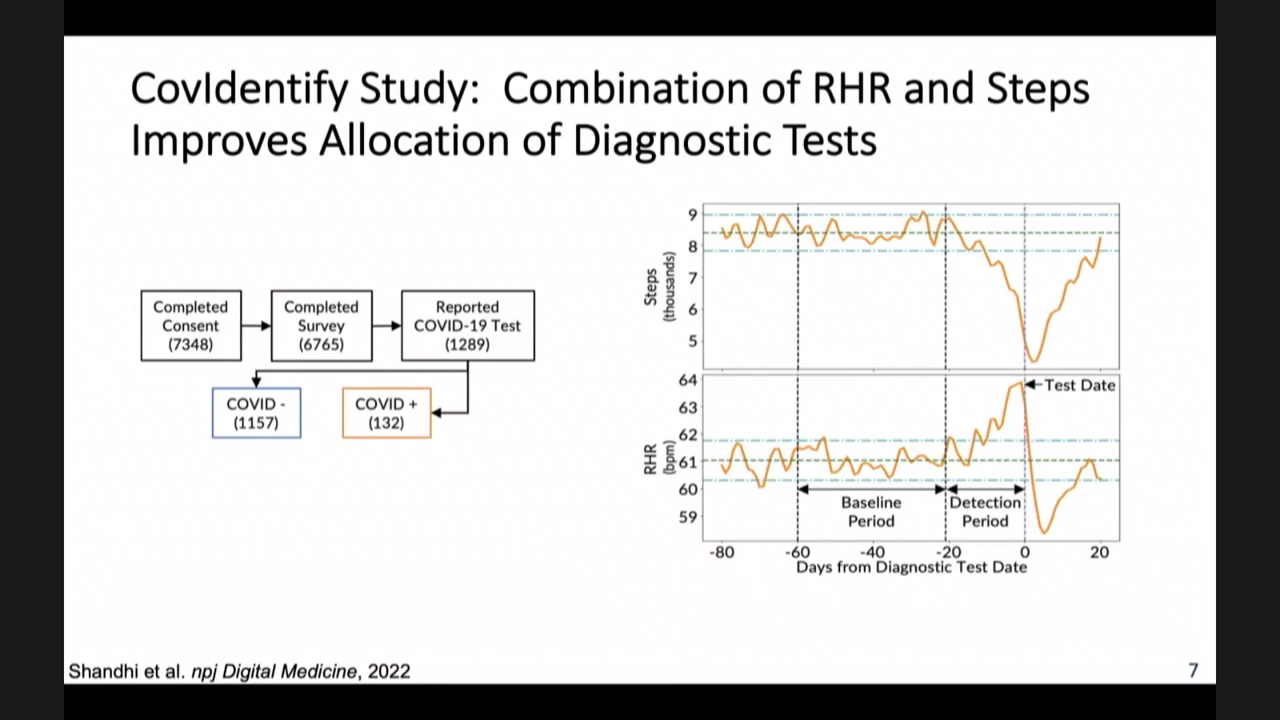 CovIdentify Study: Combination of RHR and Steps
Improves Allocation of Diagnostic Tests
Completed
Consent
(7348)
Completed
Survey
(6765)
Reported
COVID-19 Test
(1289)
COVID -
(1157)
COVID +
(132)
9
8
7
6
5
Steps
(thousands)
64
63
62
61
60
59
RHR
(bpm)
Test Date
Baseline
Period
Detection
Period
-80
-60
-40
-20
0
20
Days from Diagnostic Test Date
Shandhi et al. npj Digital Medicine, 2022
7